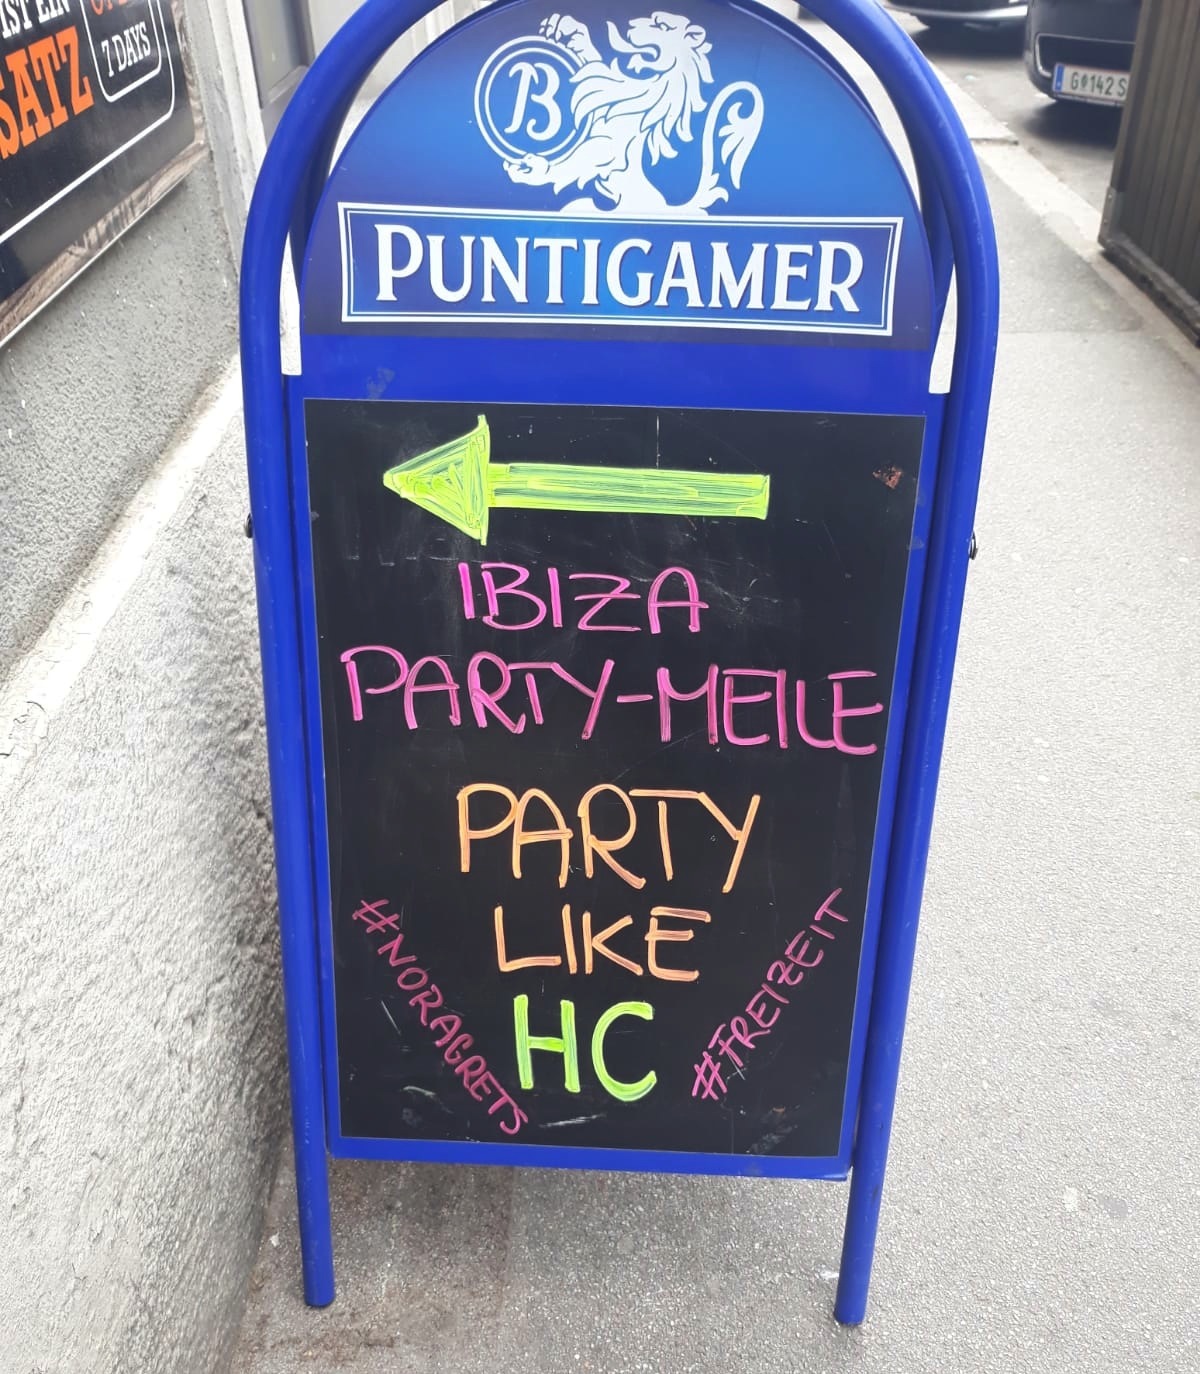 IST EIN
SATZ
7 DAYS
G 142 S
B
PUNTIGAMER
IBIZA
PARTY-MEILE
PARTY
LIKE
HC
#NORAGRETS
#FREIZEIT